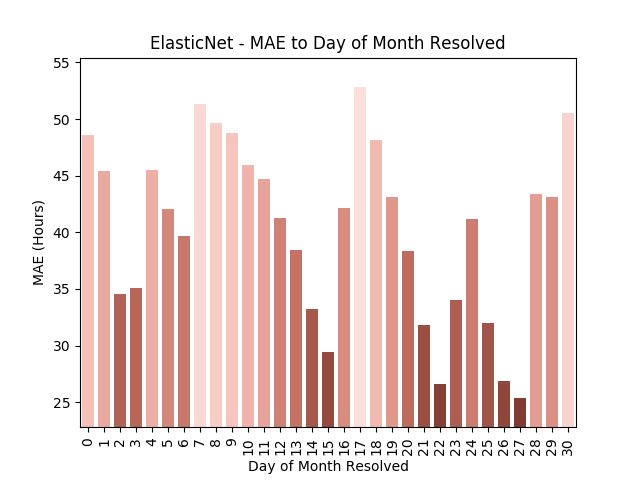 ElasticNet - MAE to Day of Month Resolved
55
50
45
40
35
30
25
MAE (Hours)
0 1 2 3 4 5 6 7 8 9 10 11 12 13 14 15 16 17 18 19 20 21 22 23 24 25 26 27 28 29 30
Day of Month Resolved